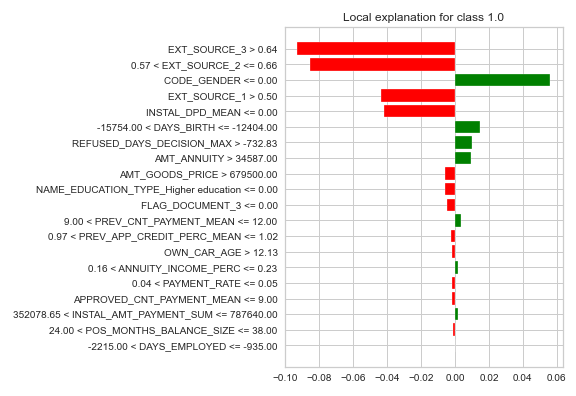 Local explanation for class 1.0
EXT_SOURCE_3 > 0.64
0.57 < EXT_SOURCE_2 <= 0.66
CODE_GENDER <= 0.00
EXT_SOURCE_1 > 0.50
INSTAL_DPD_MEAN <= 0.00
-15754.00 < DAYS_BIRTH <= -12404.00
REFUSED_DAYS_DECISION_MAX > -732.83
AMT_ANNUITY > 34587.00
AMT_GOODS_PRICE > 679500.00
NAME_EDUCATION_TYPE_Higher education <= 0.00
FLAG_DOCUMENT_3 <= 0.00
9.00 < PREV_CNT_PAYMENT_MEAN <= 12.00
0.97 < PREV_APP_CREDIT_PERC_MEAN <= 1.02
OWN_CAR_AGE > 12.13
0.16 < ANNUITY_INCOME_PERC <= 0.23
0.04 < PAYMENT_RATE <= 0.05
APPROVED_CNT_PAYMENT_MEAN <= 9.00
352078.65 < INSTAL_AMT_PAYMENT_SUM <= 787640.00
24.00 < POS_MONTHS_BALANCE_SIZE <= 38.00
-2215.00 < DAYS_EMPLOYED <= -935.00
−0.10 −0.08 −0.06 −0.04 −0.02 0.00 0.02 0.04 0.06